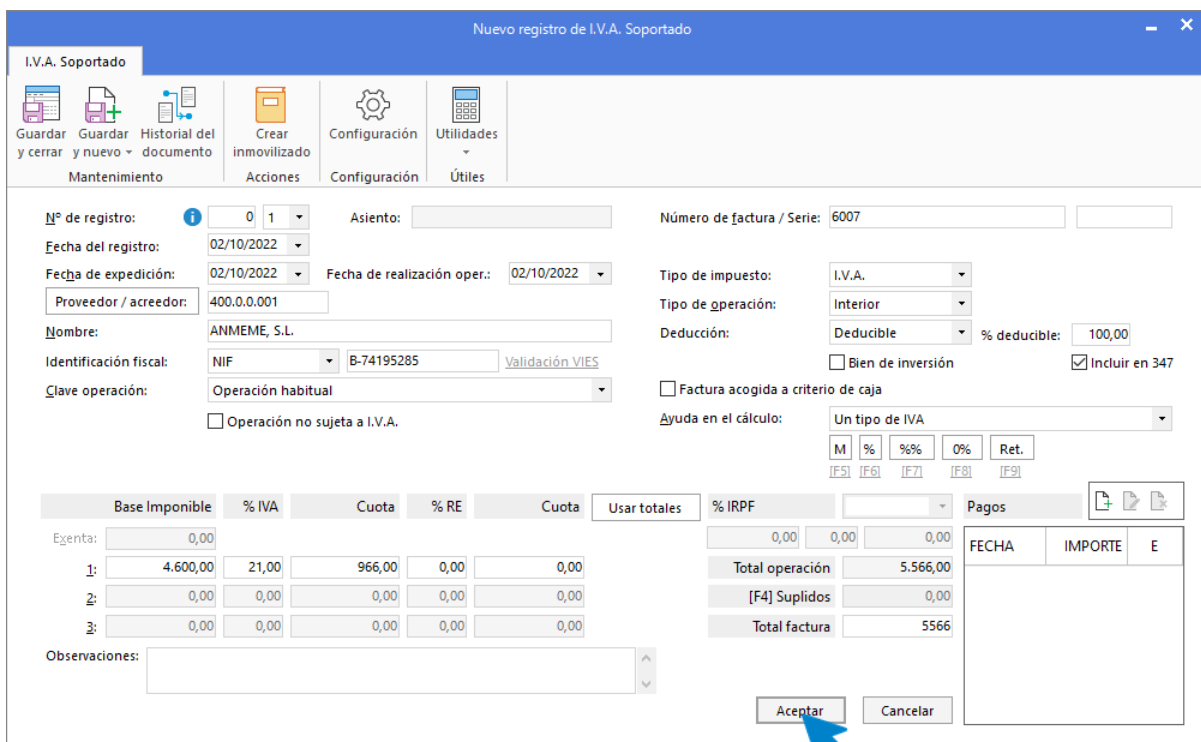 Nuevo registro de I.V.A. Soportado
I.V.A. Soportado
Guardar y cerrar
Guardar y nuevo
Historial del documento
Crear inmovilizado
Configuración
Utilidades
Mantenimiento
Acciones
Configuración
Útiles
Nº de registro: i 0 1 Asiento:
Número de factura / Serie: 6007
Fecha del registro: 02/10/2022
Fecha de expedición: 02/10/2022 Fecha de realización oper.: 02/10/2022
Tipo de impuesto: I.V.A.
Proveedor / acreedor: 400.0.0.001
Tipo de operación: Interior
Nombre: ANMEME, S.L.
Deducción: Deducible % deducible: 100,00
Identificación fiscal: NIF B-74195285 Validación VIES
Bien de inversión Incluir en 347
Clave operación: Operación habitual
Factura acogida a criterio de caja
Operación no sujeta a I.V.A.
Ayuda en el cálculo: Un tipo de IVA
M % %% 0% Ret.
[F5] [F6] [F7] [F8] [F9]
Base Imponible % IVA Cuota % RE Cuota Usar totales % IRPF Pagos
Exenta: 0,00 0,00 0,00 0,00
FECHA IMPORTE E
1: 4.600,00 21,00 966,00 0,00 0,00 Total operación 5.566,00
2: 0,00 0,00 0,00 0,00 0,00 [F4] Suplidos 0,00
3: 0,00 0,00 0,00 0,00 0,00 Total factura 5566
Observaciones:
Aceptar Cancelar